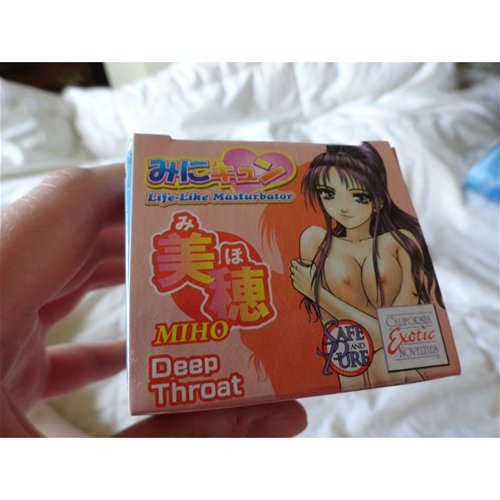 みにキュン
Life-Like Masturbator
み
美
ほ
穂
MIHO
Deep
Throat
SAFE
AND
PURE
CALIFORNIA
Exotic
NOVELTIES